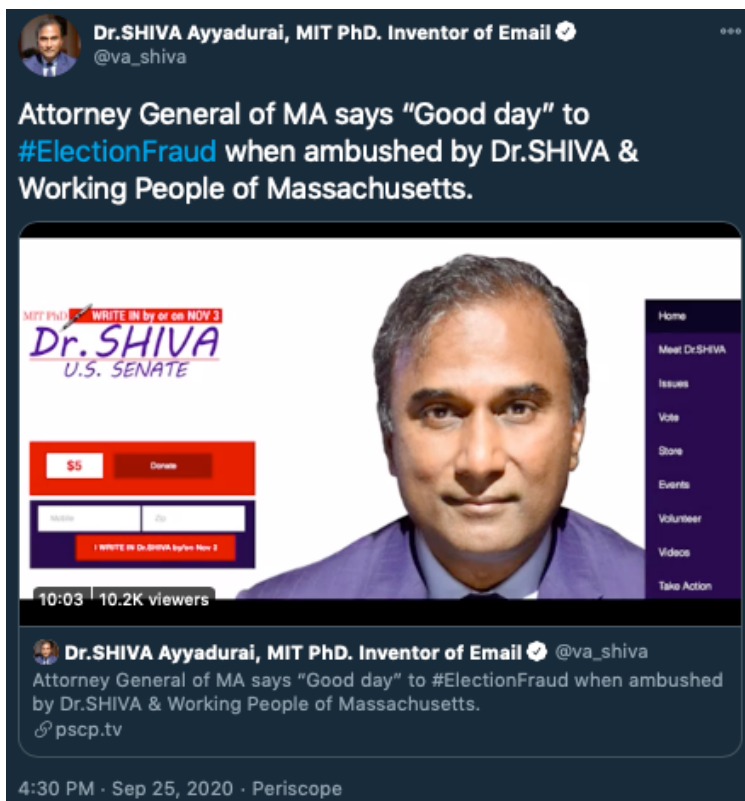 Dr.SHIVA Ayyadurai, MIT PhD. Inventor of Email
@va_shiva
Attorney General of MA says “Good day” to
#ElectionFraud when ambushed by Dr.SHIVA &
Working People of Massachusetts.
MIT PhD WRITE IN by or on NOV 3
Dr. SHIVA
U.S. SENATE
$5 Donate
Mobile Zip
I WRITE IN Dr.SHIVA by/on Nov 3
Home
Meet Dr.SHIVA
Issues
Vote
Store
Events
Volunteer
Videos
Take Action
10:03 10.2K viewers
Dr.SHIVA Ayyadurai, MIT PhD. Inventor of Email @va_shiva
Attorney General of MA says “Good day” to #ElectionFraud when ambushed
by Dr.SHIVA & Working People of Massachusetts.
pscp.tv
4:30 PM · Sep 25, 2020 · Periscope